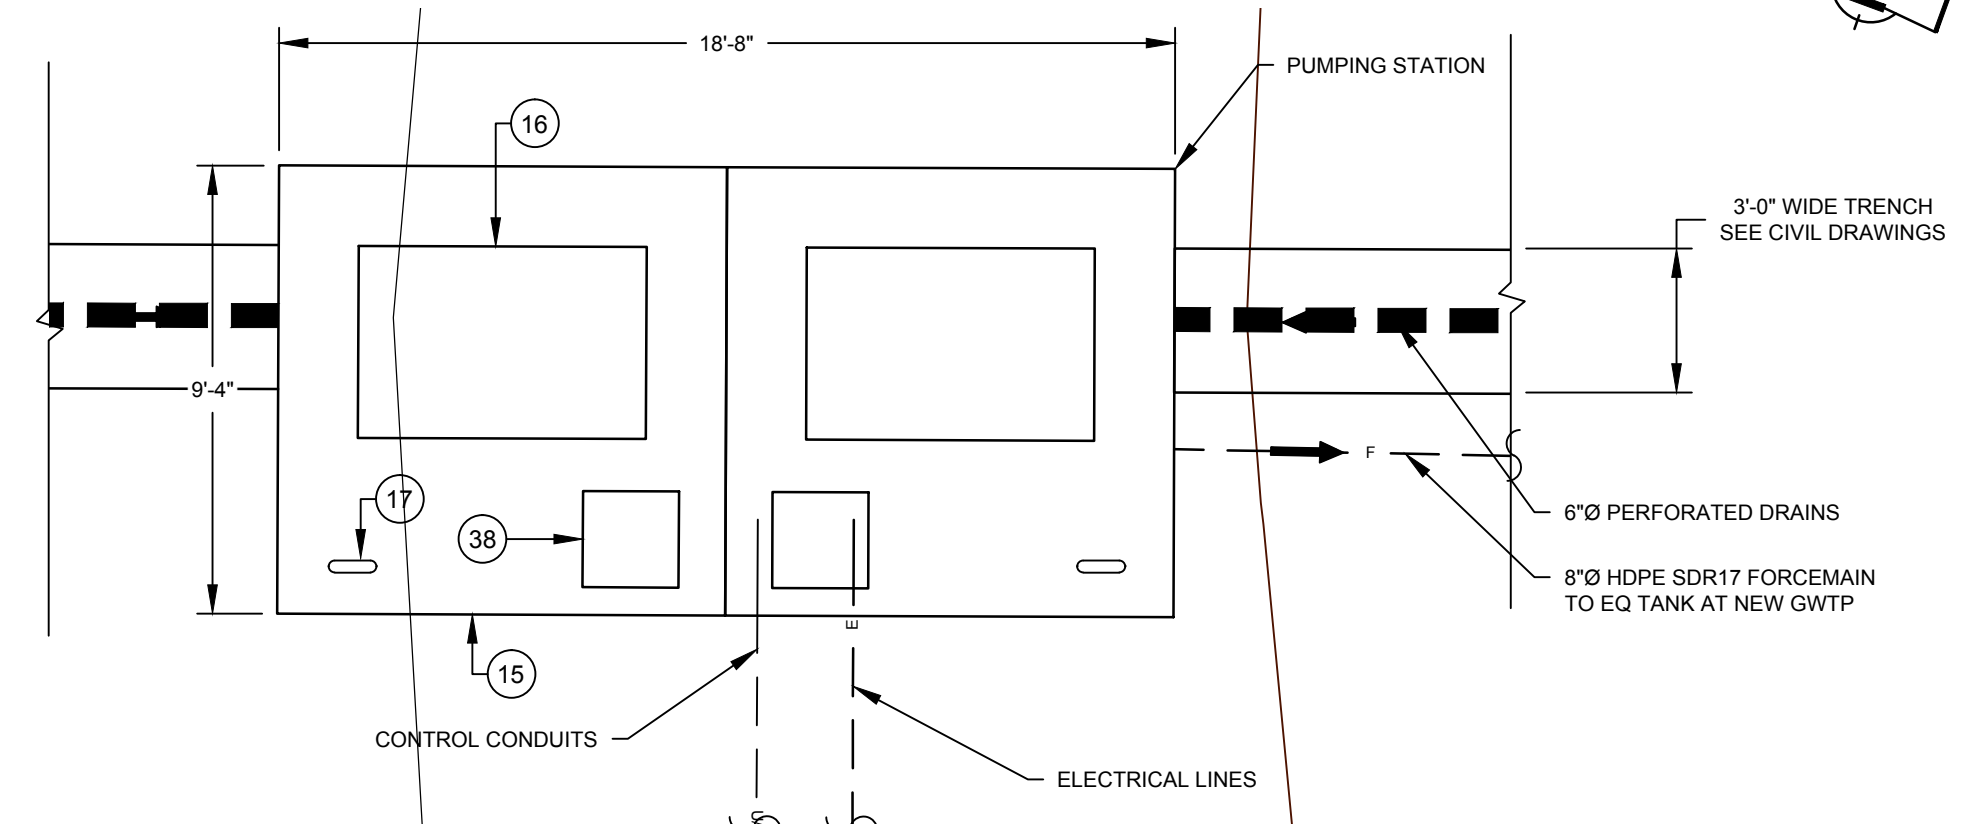 18'-8"
PUMPING STATION
16
3'-0" WIDE TRENCH
SEE CIVIL DRAWINGS
9'-4"
F
17
38
6"Ø PERFORATED DRAINS
8"Ø HDPE SDR17 FORCEMAIN
TO EQ TANK AT NEW GWTP
E
15
CONTROL CONDUITS
ELECTRICAL LINES